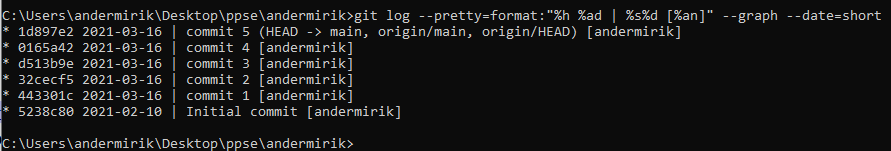 C:\Users\andermirik\Desktop\ppse\andermirik>git log --pretty=format:"%h %ad | %s%d [%an]" --graph --date=short
* 1d897e2 2021-03-16 | commit 5 (HEAD -> main, origin/main, origin/HEAD) [andermirik]
* 0165a42 2021-03-16 | commit 4 [andermirik]
* d513b9e 2021-03-16 | commit 3 [andermirik]
* 32cecf5 2021-03-16 | commit 2 [andermirik]
* 443301c 2021-03-16 | commit 1 [andermirik]
* 5238c80 2021-02-10 | Initial commit [andermirik]
C:\Users\andermirik\Desktop\ppse\andermirik>